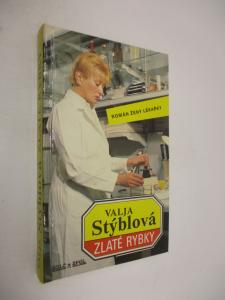 ROMÁN ŽENY LÉKAŘKY
VALJA
Stýblová
ZLATÉ RYBKY